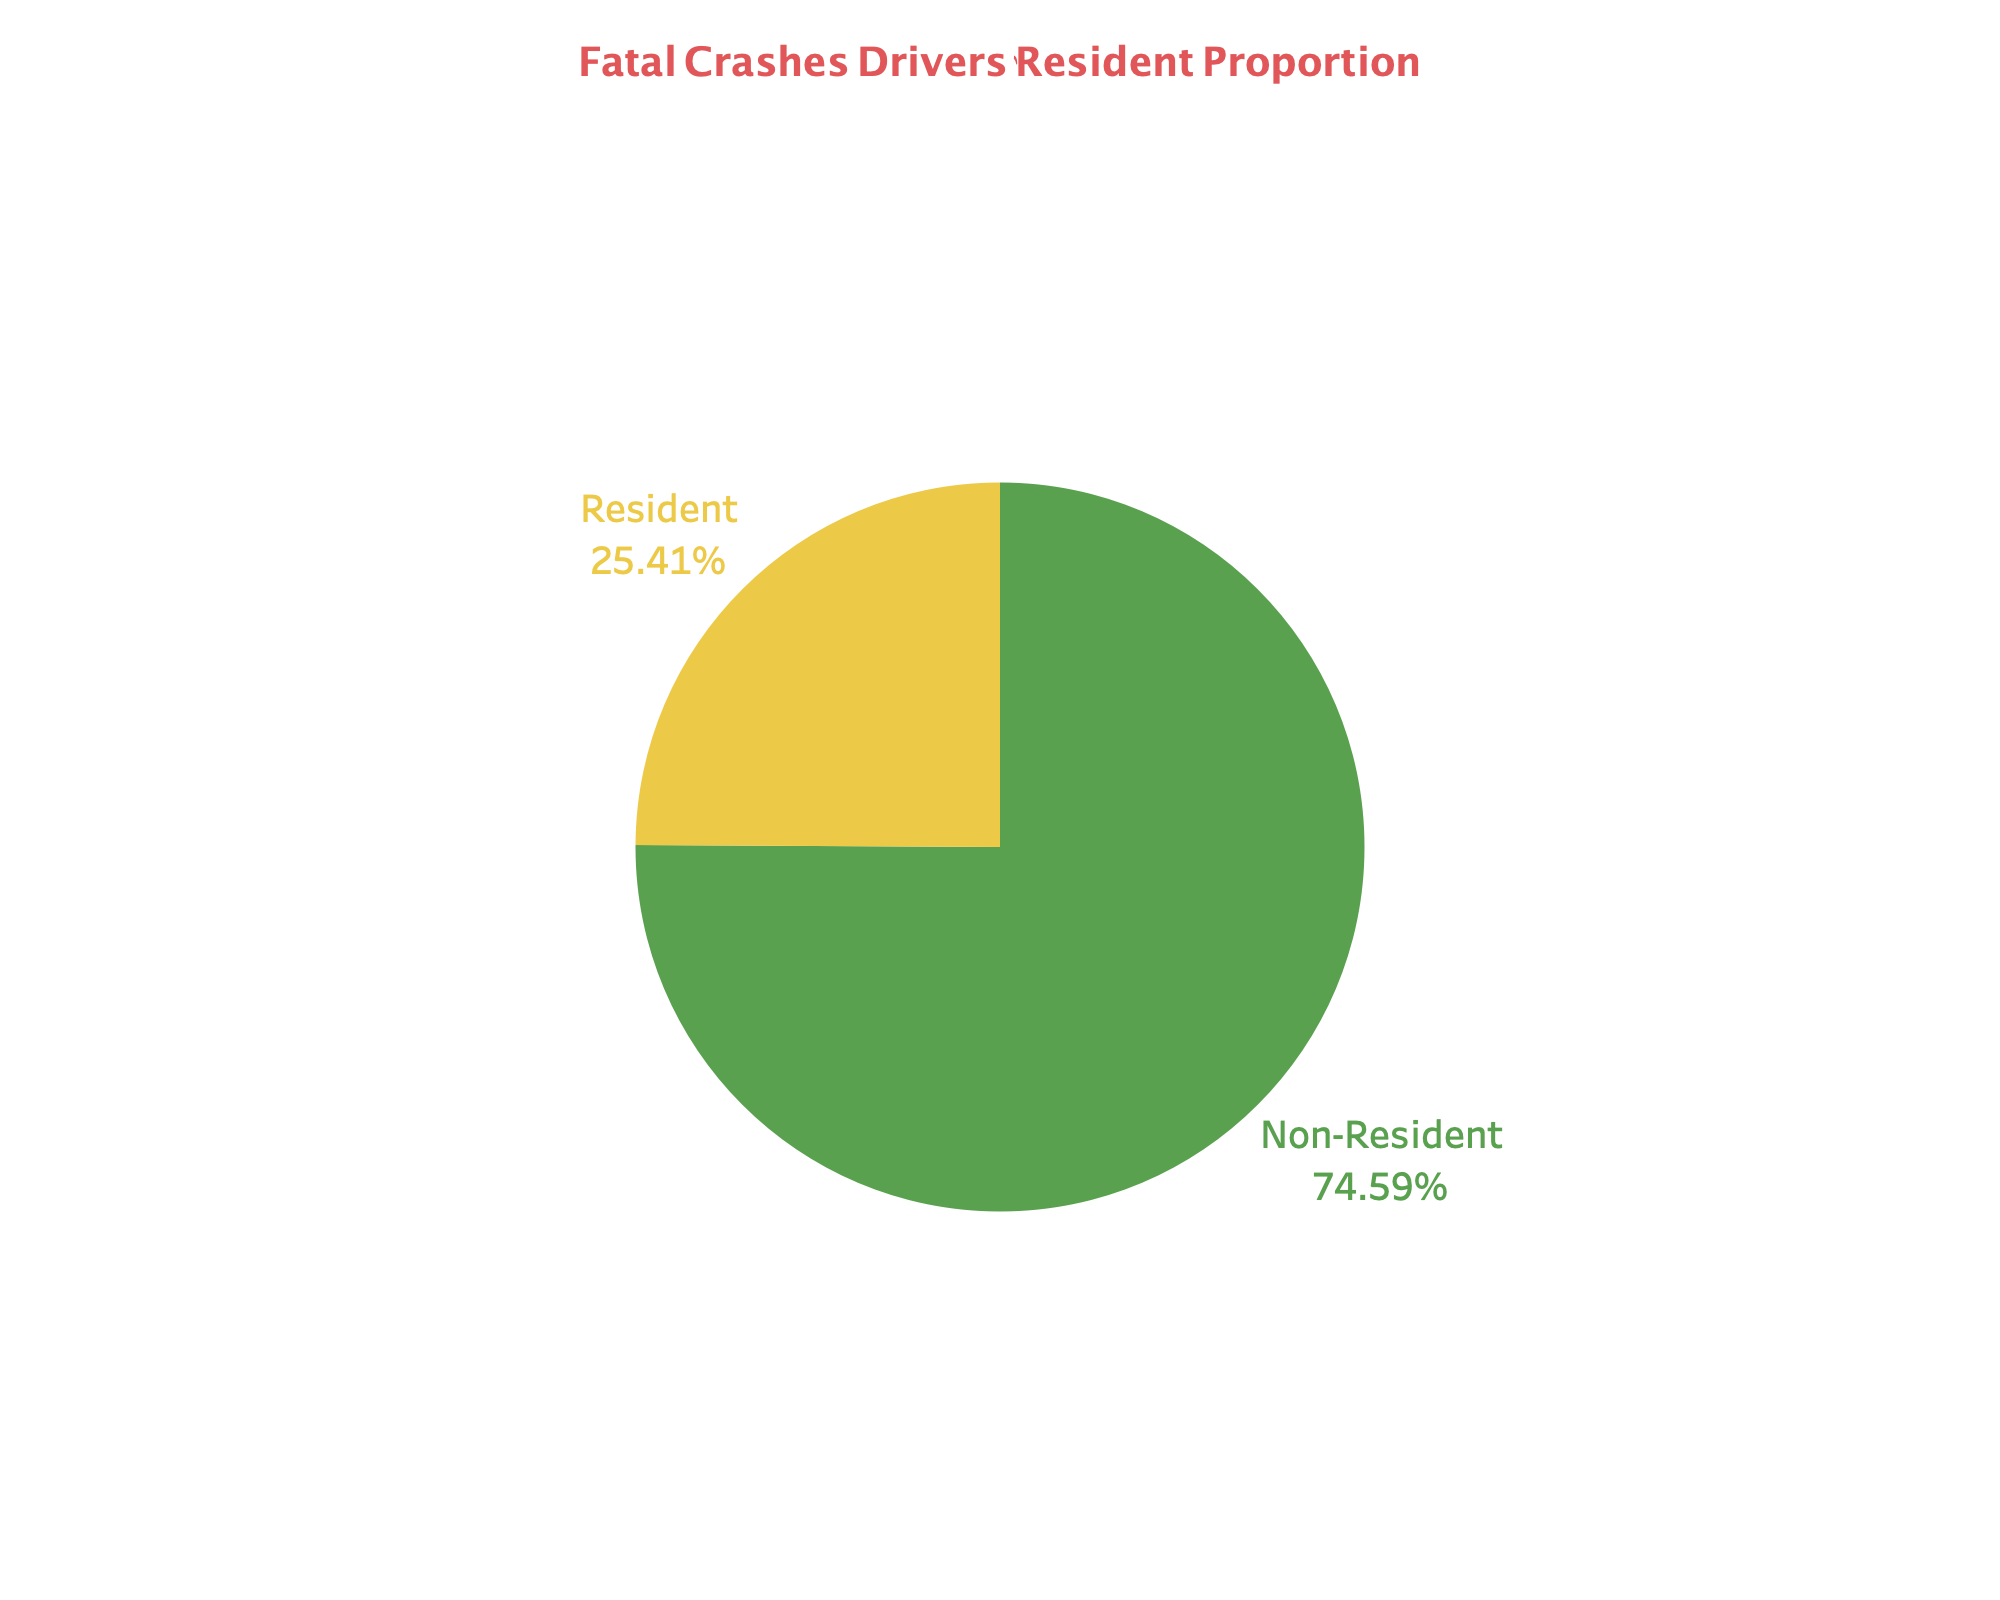 Fatal Crashes Drivers‵Resident Proportion
Resident
25.41%
Non-Resident
74.59%